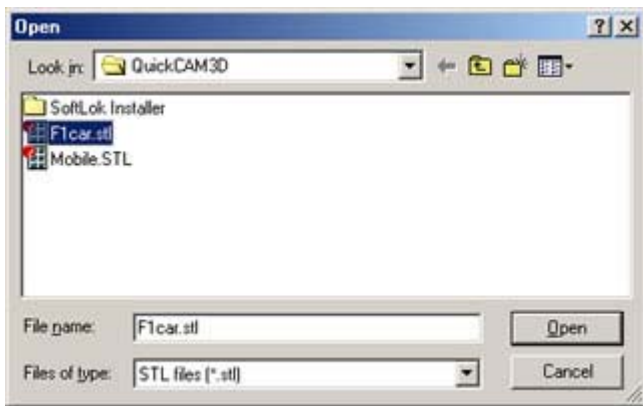 Open
Look in: QuickCAM3D
SoftLok Installer
F1car.stl
Mobile.STL
File name: F1car.stl Open
Files of type: STL files (*.stl) Cancel